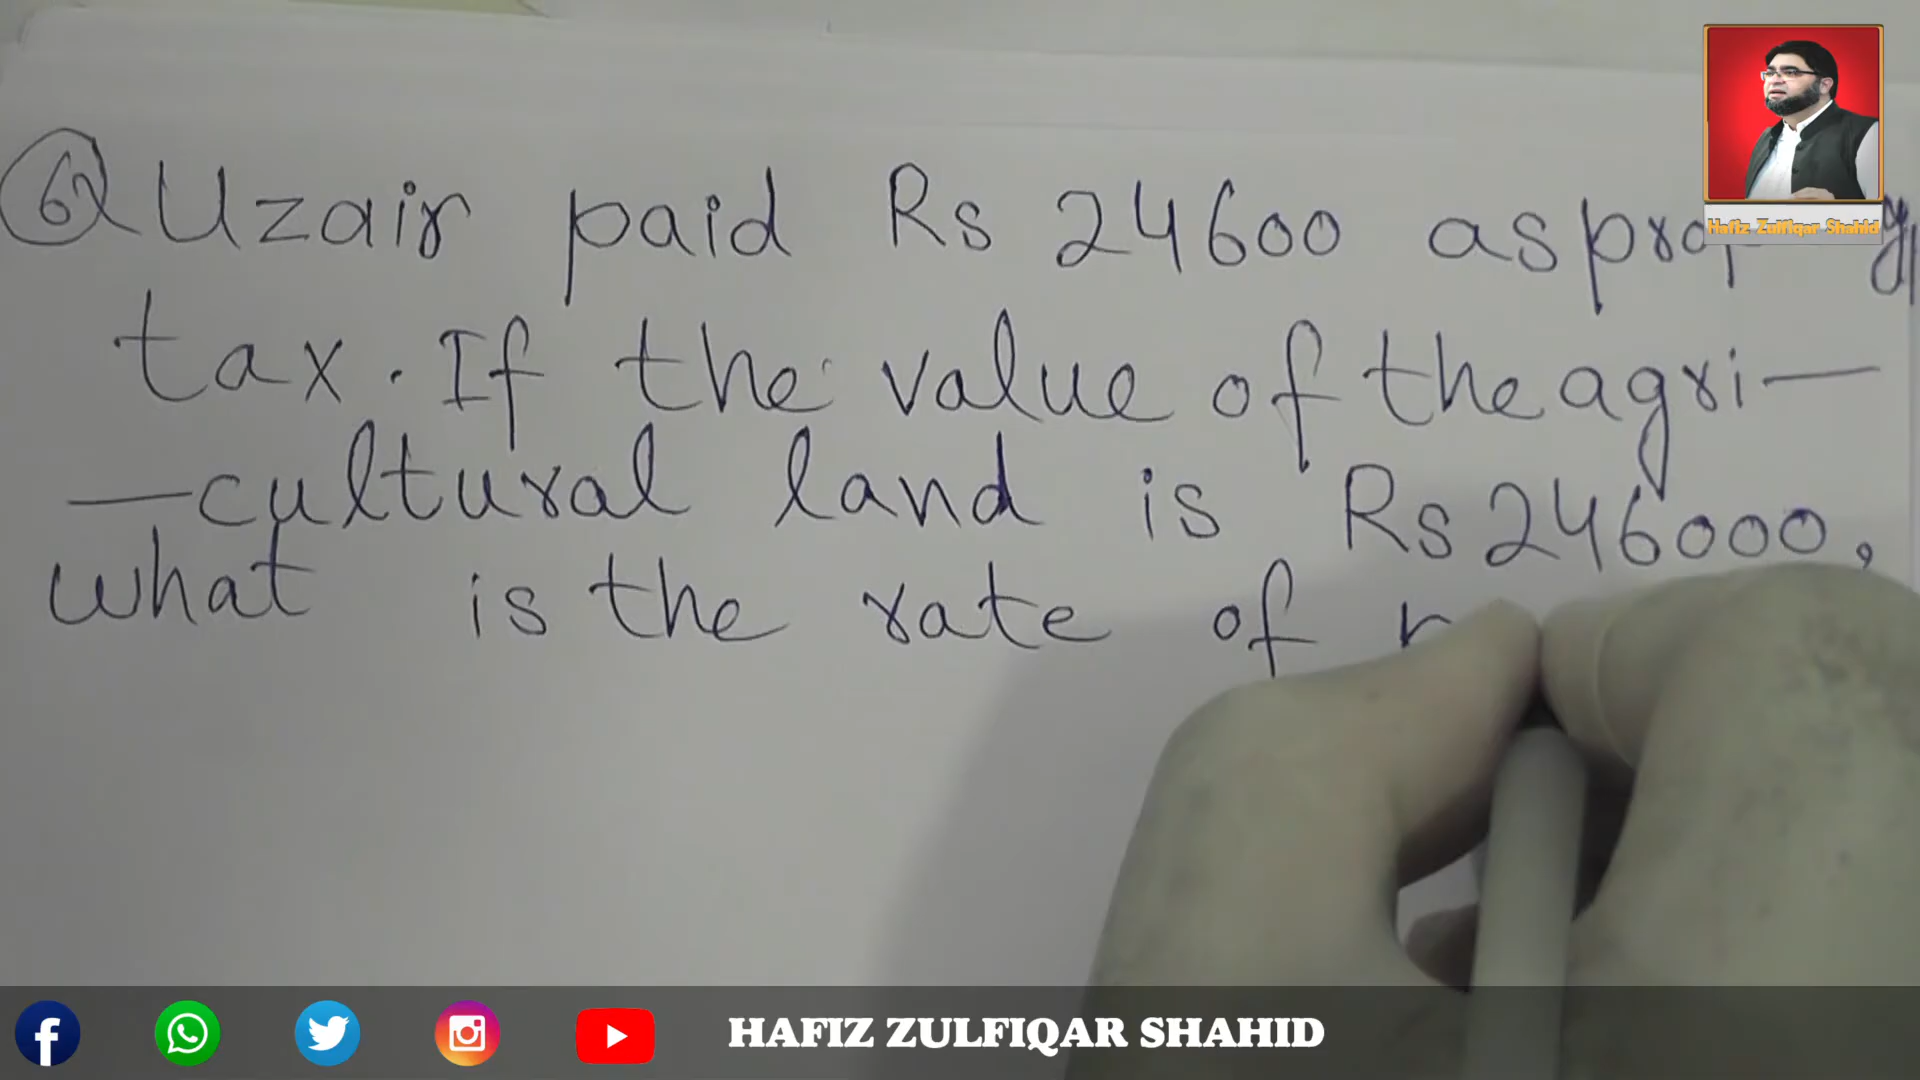 6 Q Uzair paid Rs 24600 as
tax. If the value of the agri—
—cultural land is Rs 246000,
what is the rate of
Hafiz Zulfiqar Shahid
HAFIZ ZULFIQAR SHAHID